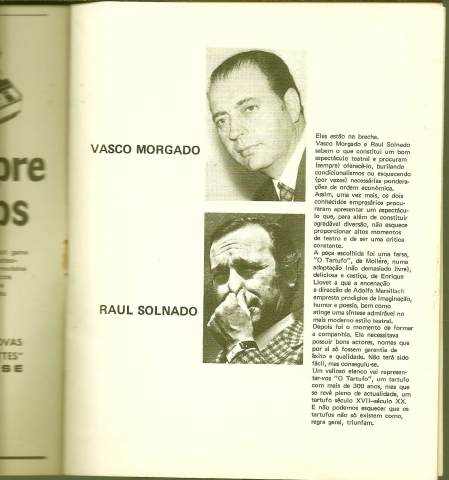 ore
os
OVAS
TTES"
S E
VASCO MORGADO
RAUL SOLNADO
Eles estão na brecha.
Vasco Morgado e Raul Solnado
sabem o que constitui um bom
espectáculo teatral e procuram
(sempre) oferecê-lo, burilando
condicionalismos ou esquecendo
(por vezes) necessárias pondera-
ções de ordem económica.
Assim, uma vez mais, os dois
conhecidos empresários procu-
raram apresentar um espectácu-
lo que, para além de constituir
agradável diversão, não esquece
proporcionar altos momentos
de teatro e de ser uma crítica
constante.
A peça escolhida foi uma farsa,
"O Tartufo", de Molière, numa
adaptação (não demasiado livre),
deliciosa e castiça, de Enrique
Llovet a que a encenação
e direcção de Adolfo Marsillach
empresta prodígios de imaginação,
humor e poesia, bem como
atinge uma síntese admirável no
mais moderno estilo teatral.
Depois foi o momento de formar
a companhia. Ela necessitava
possuir bons actores, nomes que
por si só fossem garantia de
êxito e qualidade. Não terá sido
fácil, mas conseguiu-se.
Um valioso elenco vai represen-
tar-vos "O Tartufo", um tartufo
com mais de 300 anos, mas que
se revê pleno de actualidade, um
tartufo século XVII-século XX.
E não podemos esquecer que os
tartufos não só existem como,
regra geral, triunfam.